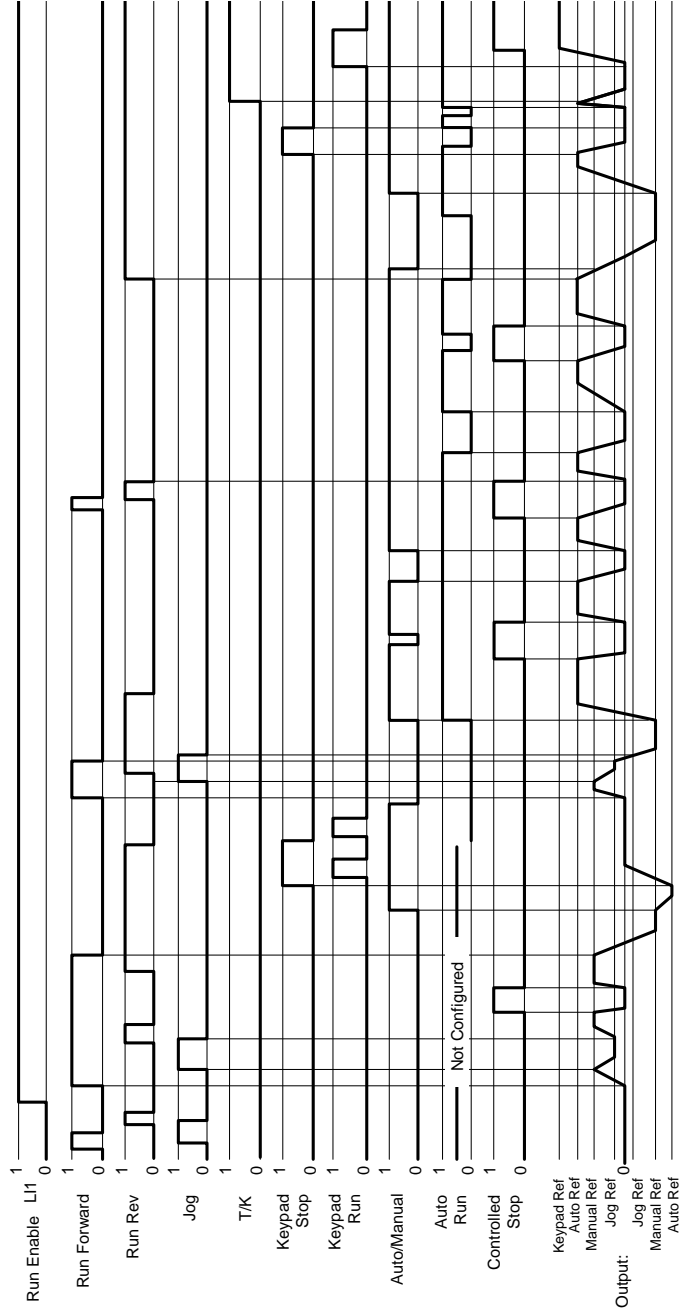 Run Enable LI1
1
0
Run Forward
1
0
Run Rev
1
0
Jog
1
0
T/K
1
0
Keypad
Stop
1
0
Keypad
Run
1
0
Auto/Manual
1
0
Auto
Run
1
0
Not Configured
Controlled
Stop
1
0
Keypad Ref
Auto Ref
Manual Ref
Jog Ref
Output:
0
Jog Ref
Manual Ref
Auto Ref